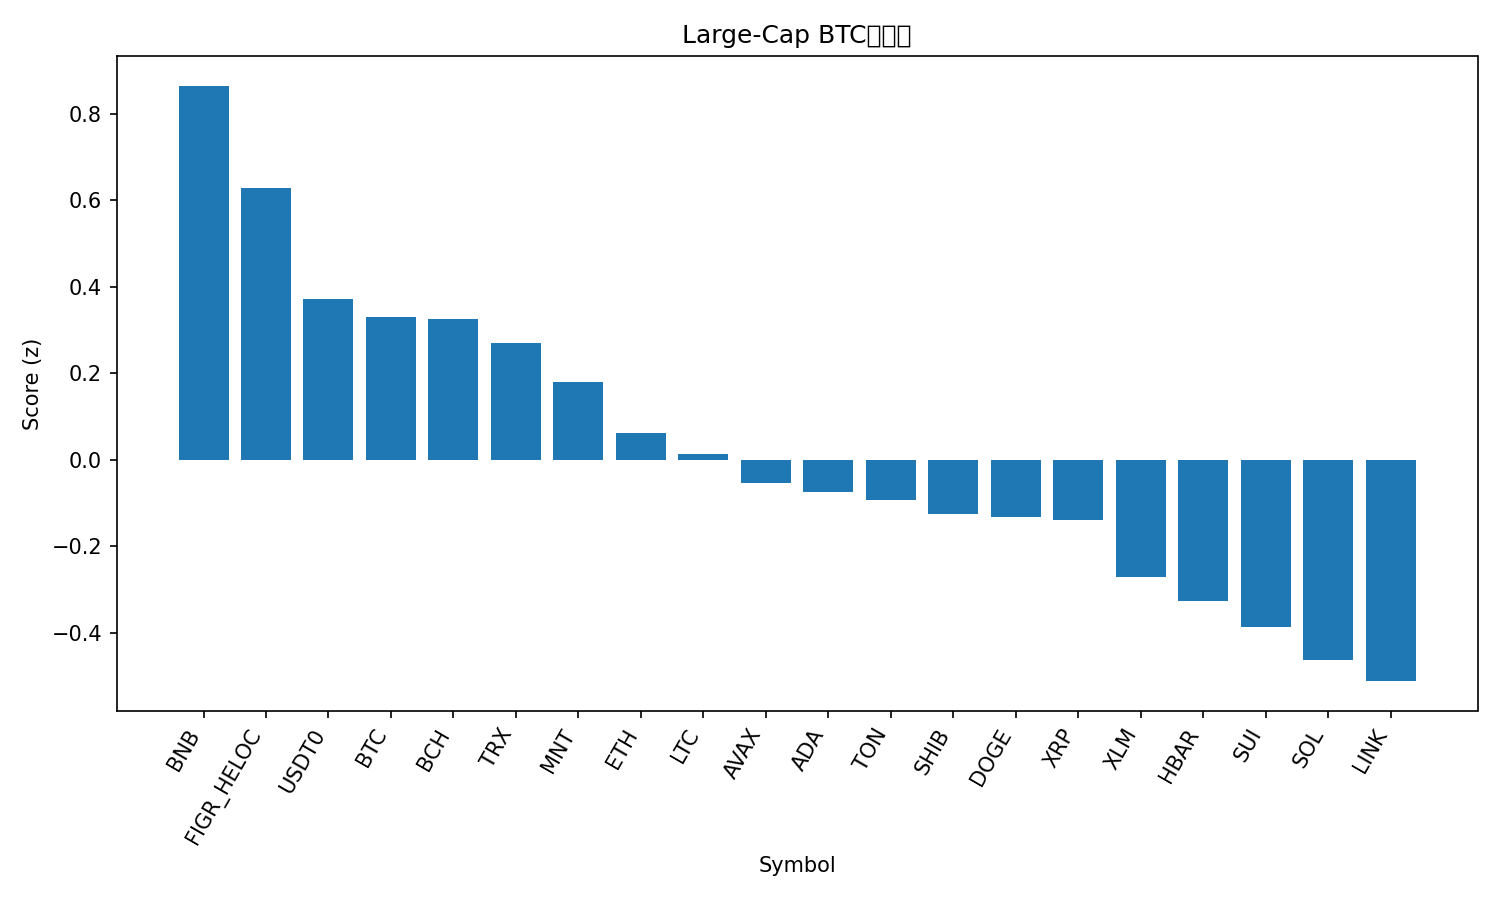 Large-Cap BTC
Score (z)
0.8
0.6
0.4
0.2
0.0
−0.2
−0.4
BNB
FIGR_HELOC
USDT0
BTC
BCH
TRX
MNT
ETH
LTC
AVAX
ADA
TON
SHIB
DOGE
XRP
XLM
HBAR
SUI
SOL
LINK
Symbol